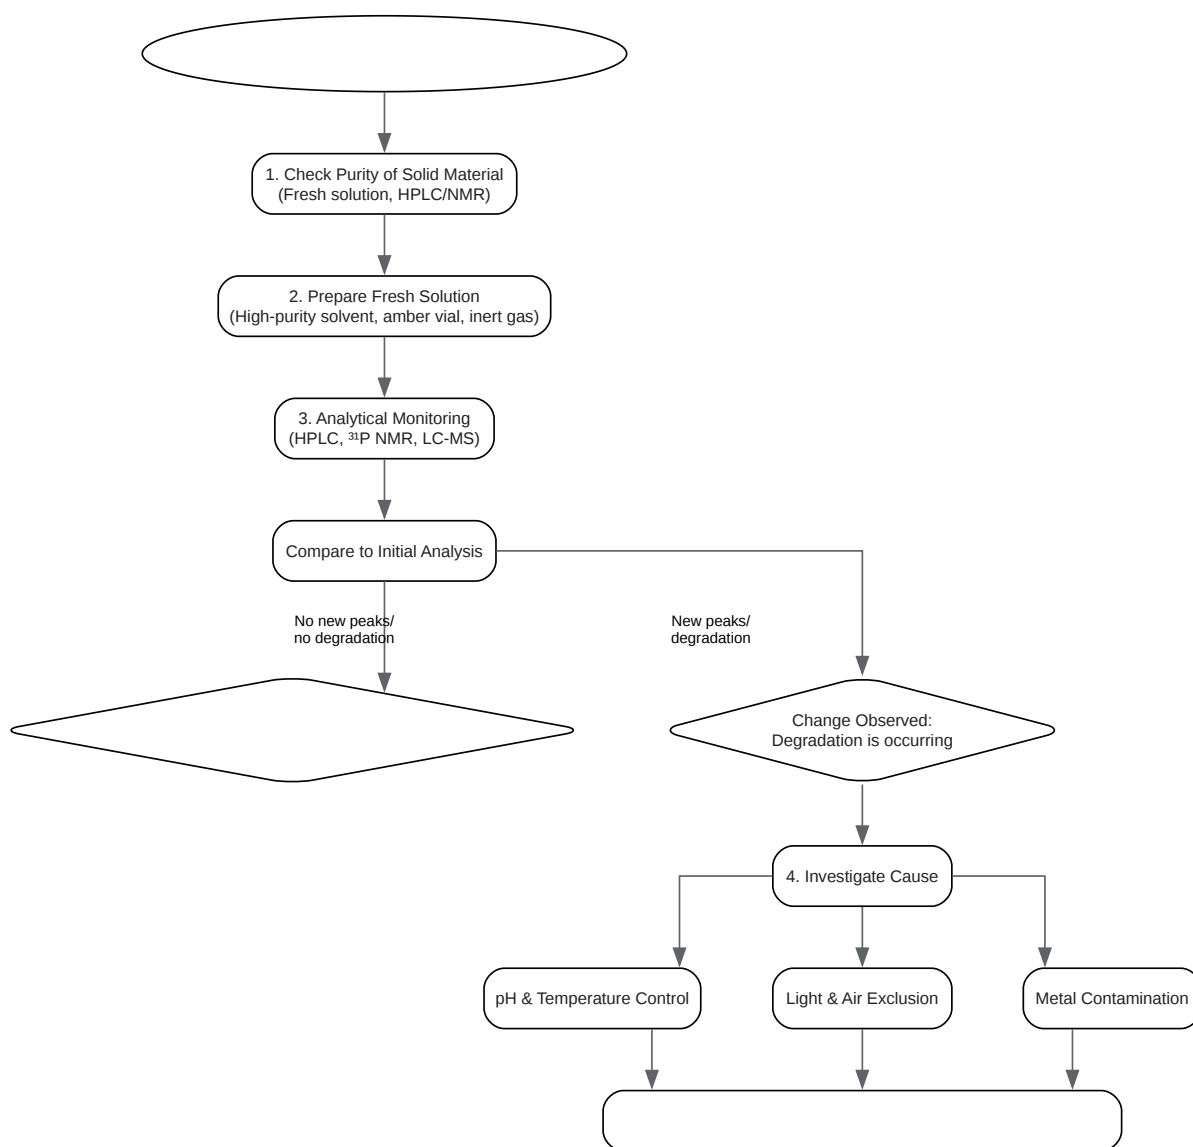 1. Check Purity of Solid Material
(Fresh solution, HPLC/NMR)
2. Prepare Fresh Solution
(High-purity solvent, amber vial, inert gas)
3. Analytical Monitoring
(HPLC, ³¹P NMR, LC-MS)
Compare to Initial Analysis
No new peaks/
no degradation
New peaks/
degradation
Change Observed:
Degradation is occurring
4. Investigate Cause
pH & Temperature Control
Light & Air Exclusion
Metal Contamination